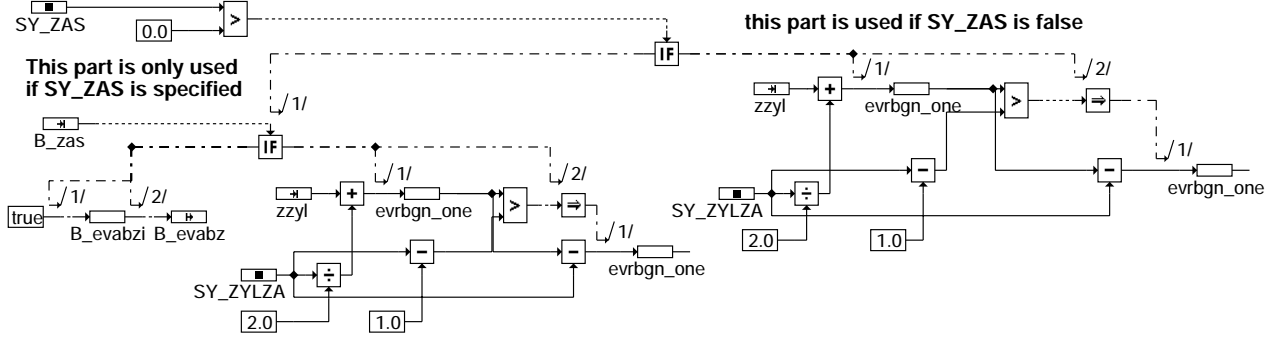 SY_ZAS
0.0
>
IF
this part is used if SY_ZAS is false
This part is only used
if SY_ZAS is specified
/1/
/1/
/2/
zzyl
+
evrbgn_one
>
⇒
B_zas
IF
/1/
/2/
/1/
/2/
/1/
true
B_evabzi
B_evabz
zzyl
+
evrbgn_one
>
⇒
/1/
SY_ZYLZA
÷
−
−
evrbgn_one
2.0
1.0
SY_ZYLZA
÷
−
−
evrbgn_one
2.0
1.0